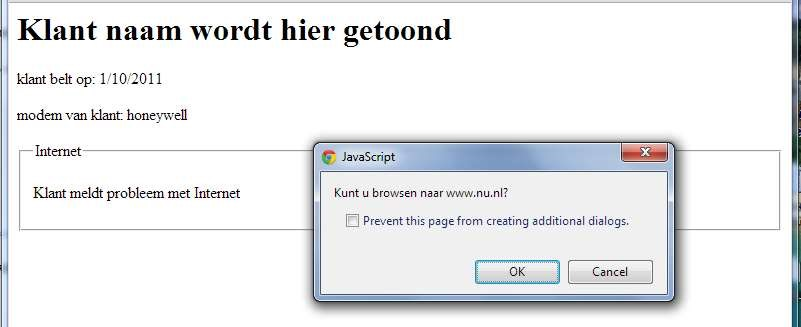 Klant naam wordt hier getoond
klant belt op: 1/10/2011
modem van klant: honeywell
Internet
Klant meldt probleem met Internet
JavaScript
Kunt u browsen naar www.nu.nl?
Prevent this page from creating additional dialogs.
OK Cancel